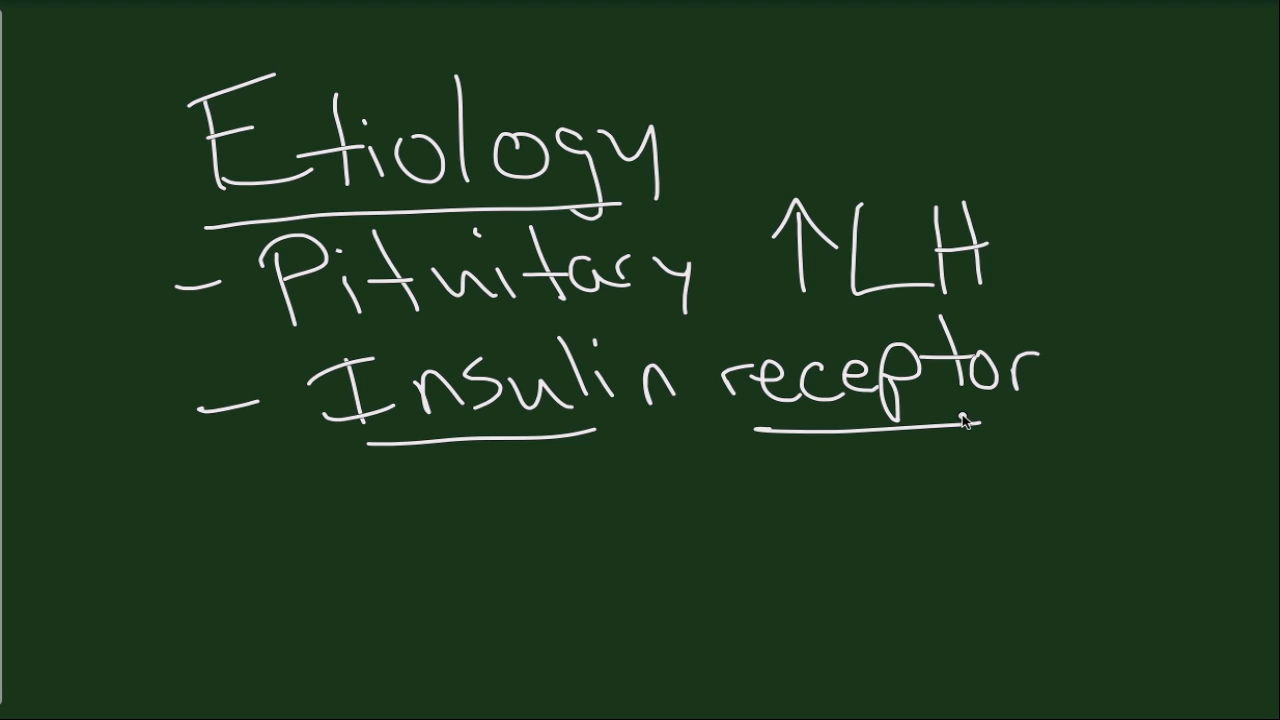 Etiology
- Pituitary ↑LH
- Insulin receptor